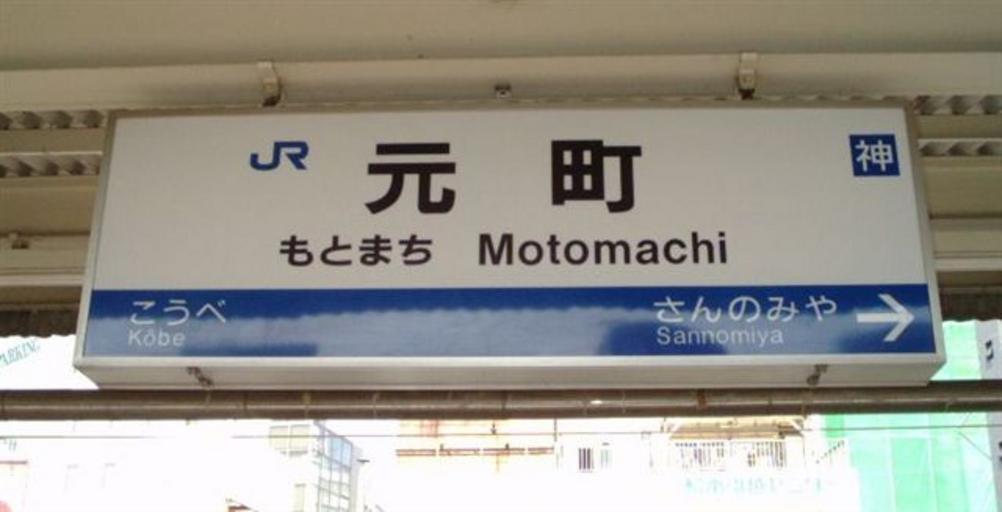 JR 元町 神
もとまち Motomachi
こうべ さんのみや →
Kōbe Sannomiya
PARKING